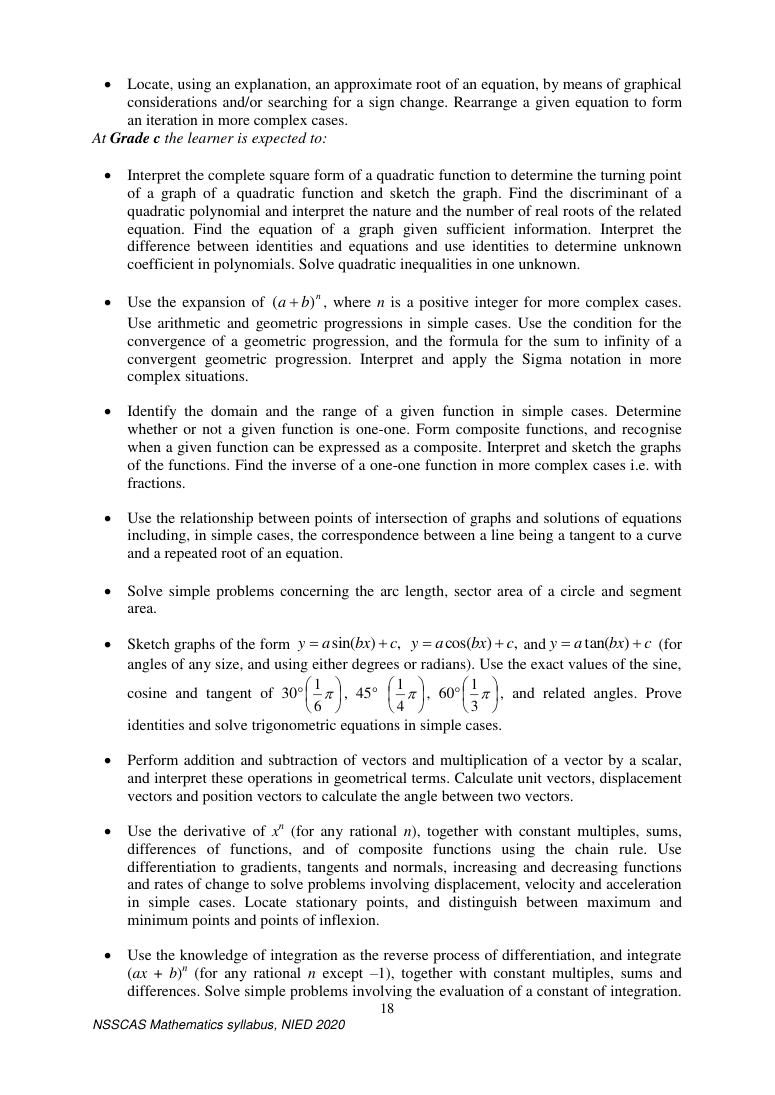 • Locate, using an explanation, an approximate root of an equation, by means of graphical
considerations and/or searching for a sign change. Rearrange a given equation to form
an iteration in more complex cases.
At Grade c the learner is expected to:
• Interpret the complete square form of a quadratic function to determine the turning point
of a graph of a quadratic function and sketch the graph. Find the discriminant of a
quadratic polynomial and interpret the nature and the number of real roots of the related
equation. Find the equation of a graph given sufficient information. Interpret the
difference between identities and equations and use identities to determine unknown
coefficient in polynomials. Solve quadratic inequalities in one unknown.
• Use the expansion of (a + b)ⁿ, where n is a positive integer for more complex cases.
Use arithmetic and geometric progressions in simple cases. Use the condition for the
convergence of a geometric progression, and the formula for the sum to infinity of a
convergent geometric progression. Interpret and apply the Sigma notation in more
complex situations.
• Identify the domain and the range of a given function in simple cases. Determine
whether or not a given function is one-one. Form composite functions, and recognise
when a given function can be expressed as a composite. Interpret and sketch the graphs
of the functions. Find the inverse of a one-one function in more complex cases i.e. with
fractions.
• Use the relationship between points of intersection of graphs and solutions of equations
including, in simple cases, the correspondence between a line being a tangent to a curve
and a repeated root of an equation.
• Solve simple problems concerning the arc length, sector area of a circle and segment
area.
• Sketch graphs of the form y = a sin(bx) + c, y = a cos(bx) + c, and y = a tan(bx) + c (for
angles of any size, and using either degrees or radians). Use the exact values of the sine,
cosine and tangent of 30° (1/6 π), 45° (1/4 π), 60° (1/3 π), and related angles. Prove
identities and solve trigonometric equations in simple cases.
• Perform addition and subtraction of vectors and multiplication of a vector by a scalar,
and interpret these operations in geometrical terms. Calculate unit vectors, displacement
vectors and position vectors to calculate the angle between two vectors.
• Use the derivative of xⁿ (for any rational n), together with constant multiples, sums,
differences of functions, and of composite functions using the chain rule. Use
differentiation to gradients, tangents and normals, increasing and decreasing functions
and rates of change to solve problems involving displacement, velocity and acceleration
in simple cases. Locate stationary points, and distinguish between maximum and
minimum points and points of inflexion.
• Use the knowledge of integration as the reverse process of differentiation, and integrate
(ax + b)ⁿ (for any rational n except –1), together with constant multiples, sums and
differences. Solve simple problems involving the evaluation of a constant of integration.
18
NSSCAS Mathematics syllabus, NIED 2020